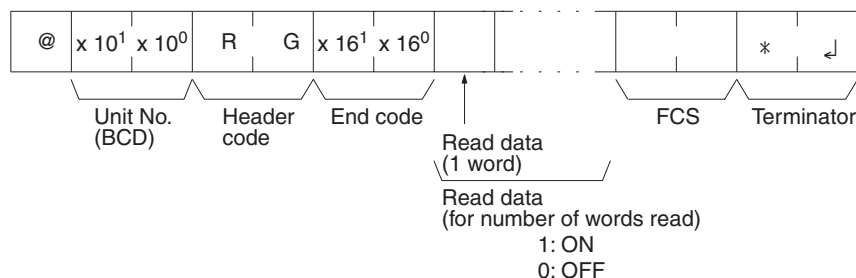 @ x 10¹ x 10⁰ R G x 16¹ x 16⁰ * ↲
Unit No. (BCD)
Header code
End code
FCS
Terminator
Read data
(1 word)
Read data
(for number of words read)
1: ON
0: OFF